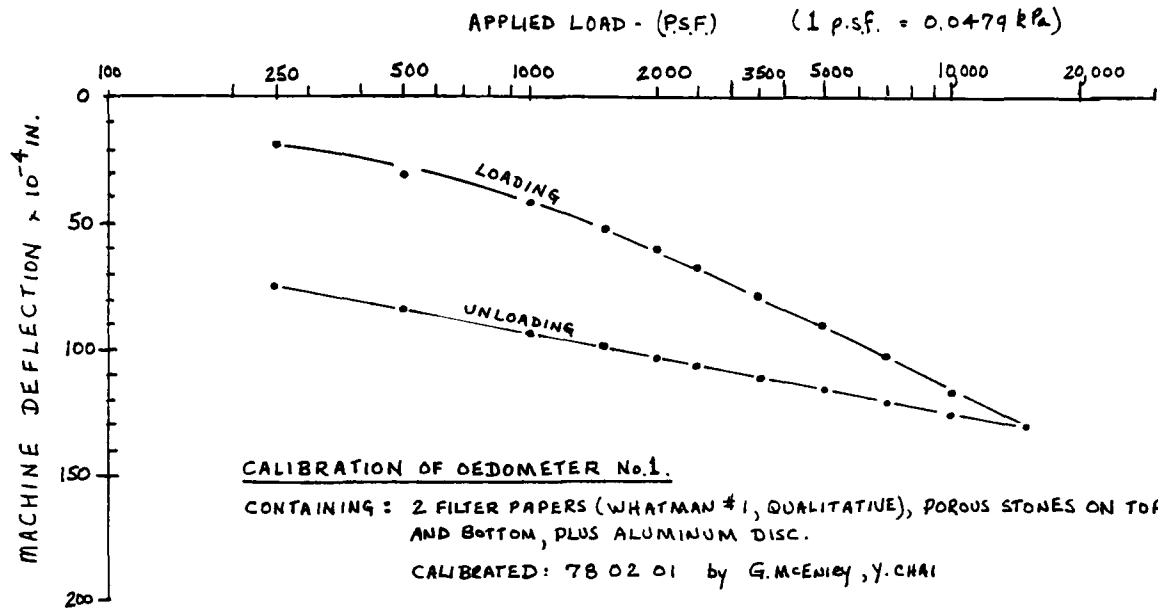 APPLIED LOAD - (P.S.F.) (1 p.s.f. = 0.0479 kPa)
100 250 500 1000 2000 3500 5000 10,000 20,000
MACHINE DEFLECTION × 10⁻⁴ IN.
0
50
100
150
200
LOADING
UNLOADING
CALIBRATION OF OEDOMETER No.1.
CONTAINING: 2 FILTER PAPERS (WHATMAN #1, QUALITATIVE), POROUS STONES ON TOP
AND BOTTOM, PLUS ALUMINUM DISC.
CALIBRATED: 78 02 01 by G. McENIRY, Y. CHAI